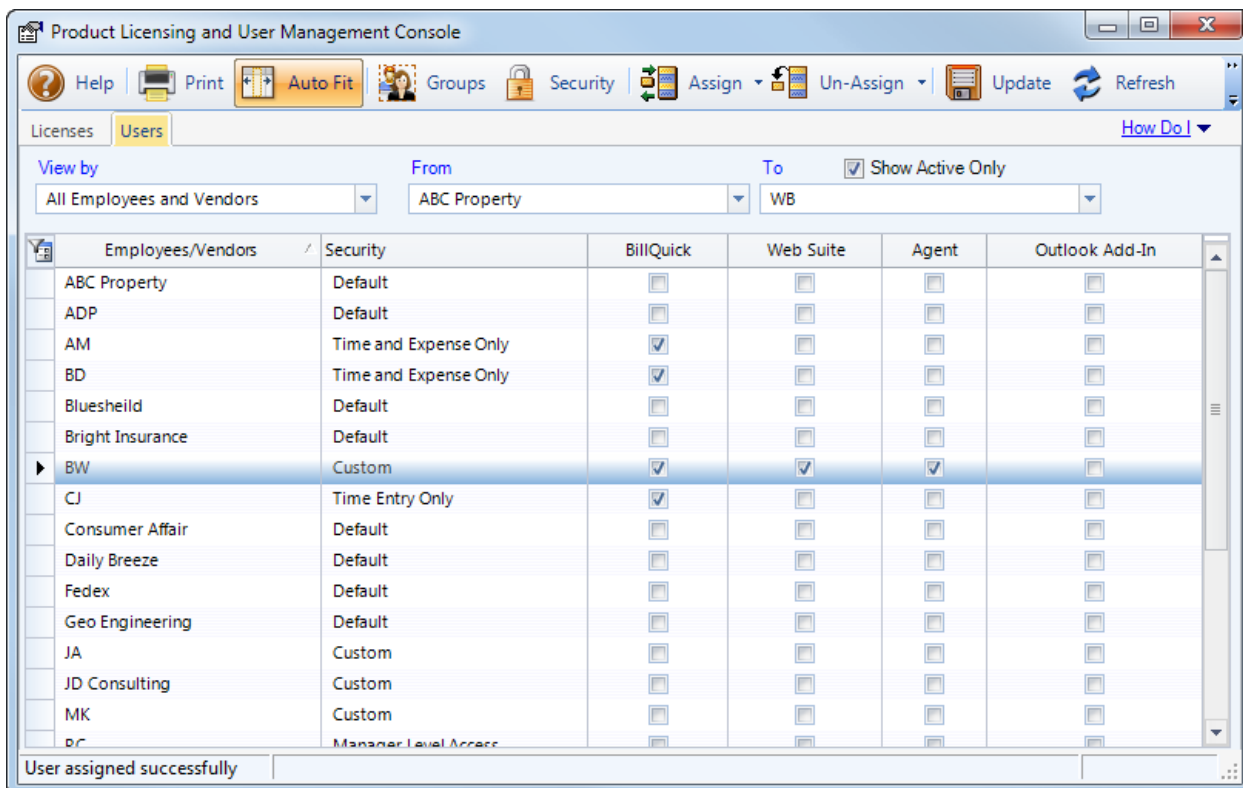 Product Licensing and User Management Console
Help Print Auto Fit Groups Security Assign Un-Assign Update Refresh
Licenses Users How Do I
View by From To Show Active Only
All Employees and Vendors ABC Property WB
Employees/Vendors Security BillQuick Web Suite Agent Outlook Add-In
ABC Property Default
ADP Default
AM Time and Expense Only
BD Time and Expense Only
Bluesheild Default
Bright Insurance Default
BW Custom
CJ Time Entry Only
Consumer Affair Default
Daily Breeze Default
Fedex Default
Geo Engineering Default
JA Custom
JD Consulting Custom
MK Custom
Manager Level Access
User assigned successfully